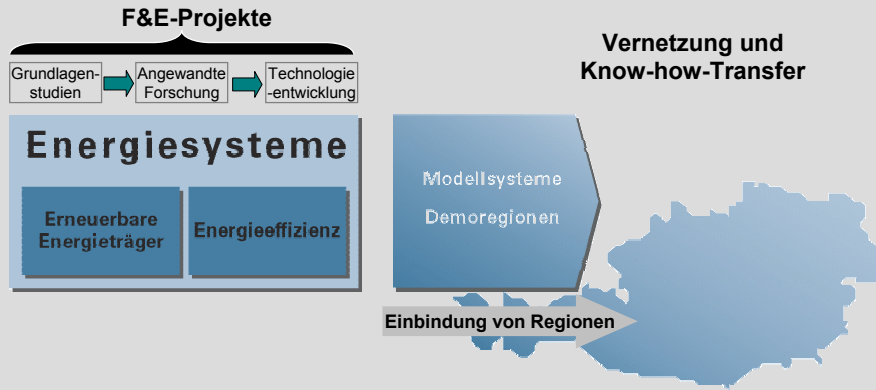 F&E-Projekte
Grundlagen-
studien
Angewandte
Forschung
Technologie
-entwicklung
Vernetzung und
Know-how-Transfer
Energiesysteme
Erneuerbare
Energieträger
Energieeffizienz
Modellsysteme
Demoregionen
Einbindung von Regionen